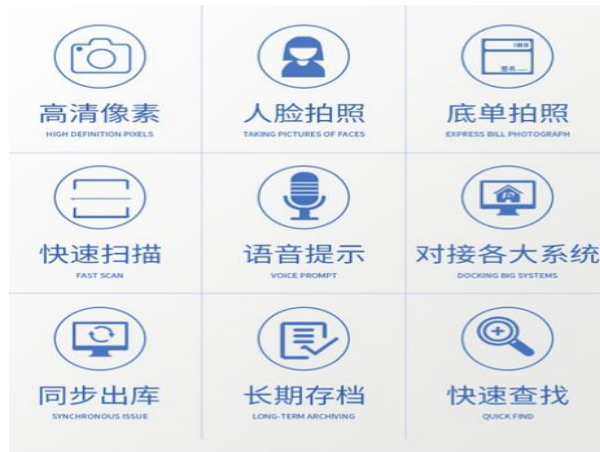 高清像素
HIGH DEFINITION PIXELS
人脸拍照
TAKING PICTURES OF FACES
底单拍照
EXPRESS BILL PHOTOGRAPH
快速扫描
FAST SCAN
语音提示
VOICE PROMPT
对接各大系统
DOCKING BIG SYSTEMS
同步出库
SYNCHRONOUS ISSUE
长期存档
LONG-TERM ARCHIVING
快速查找
QUICK FIND